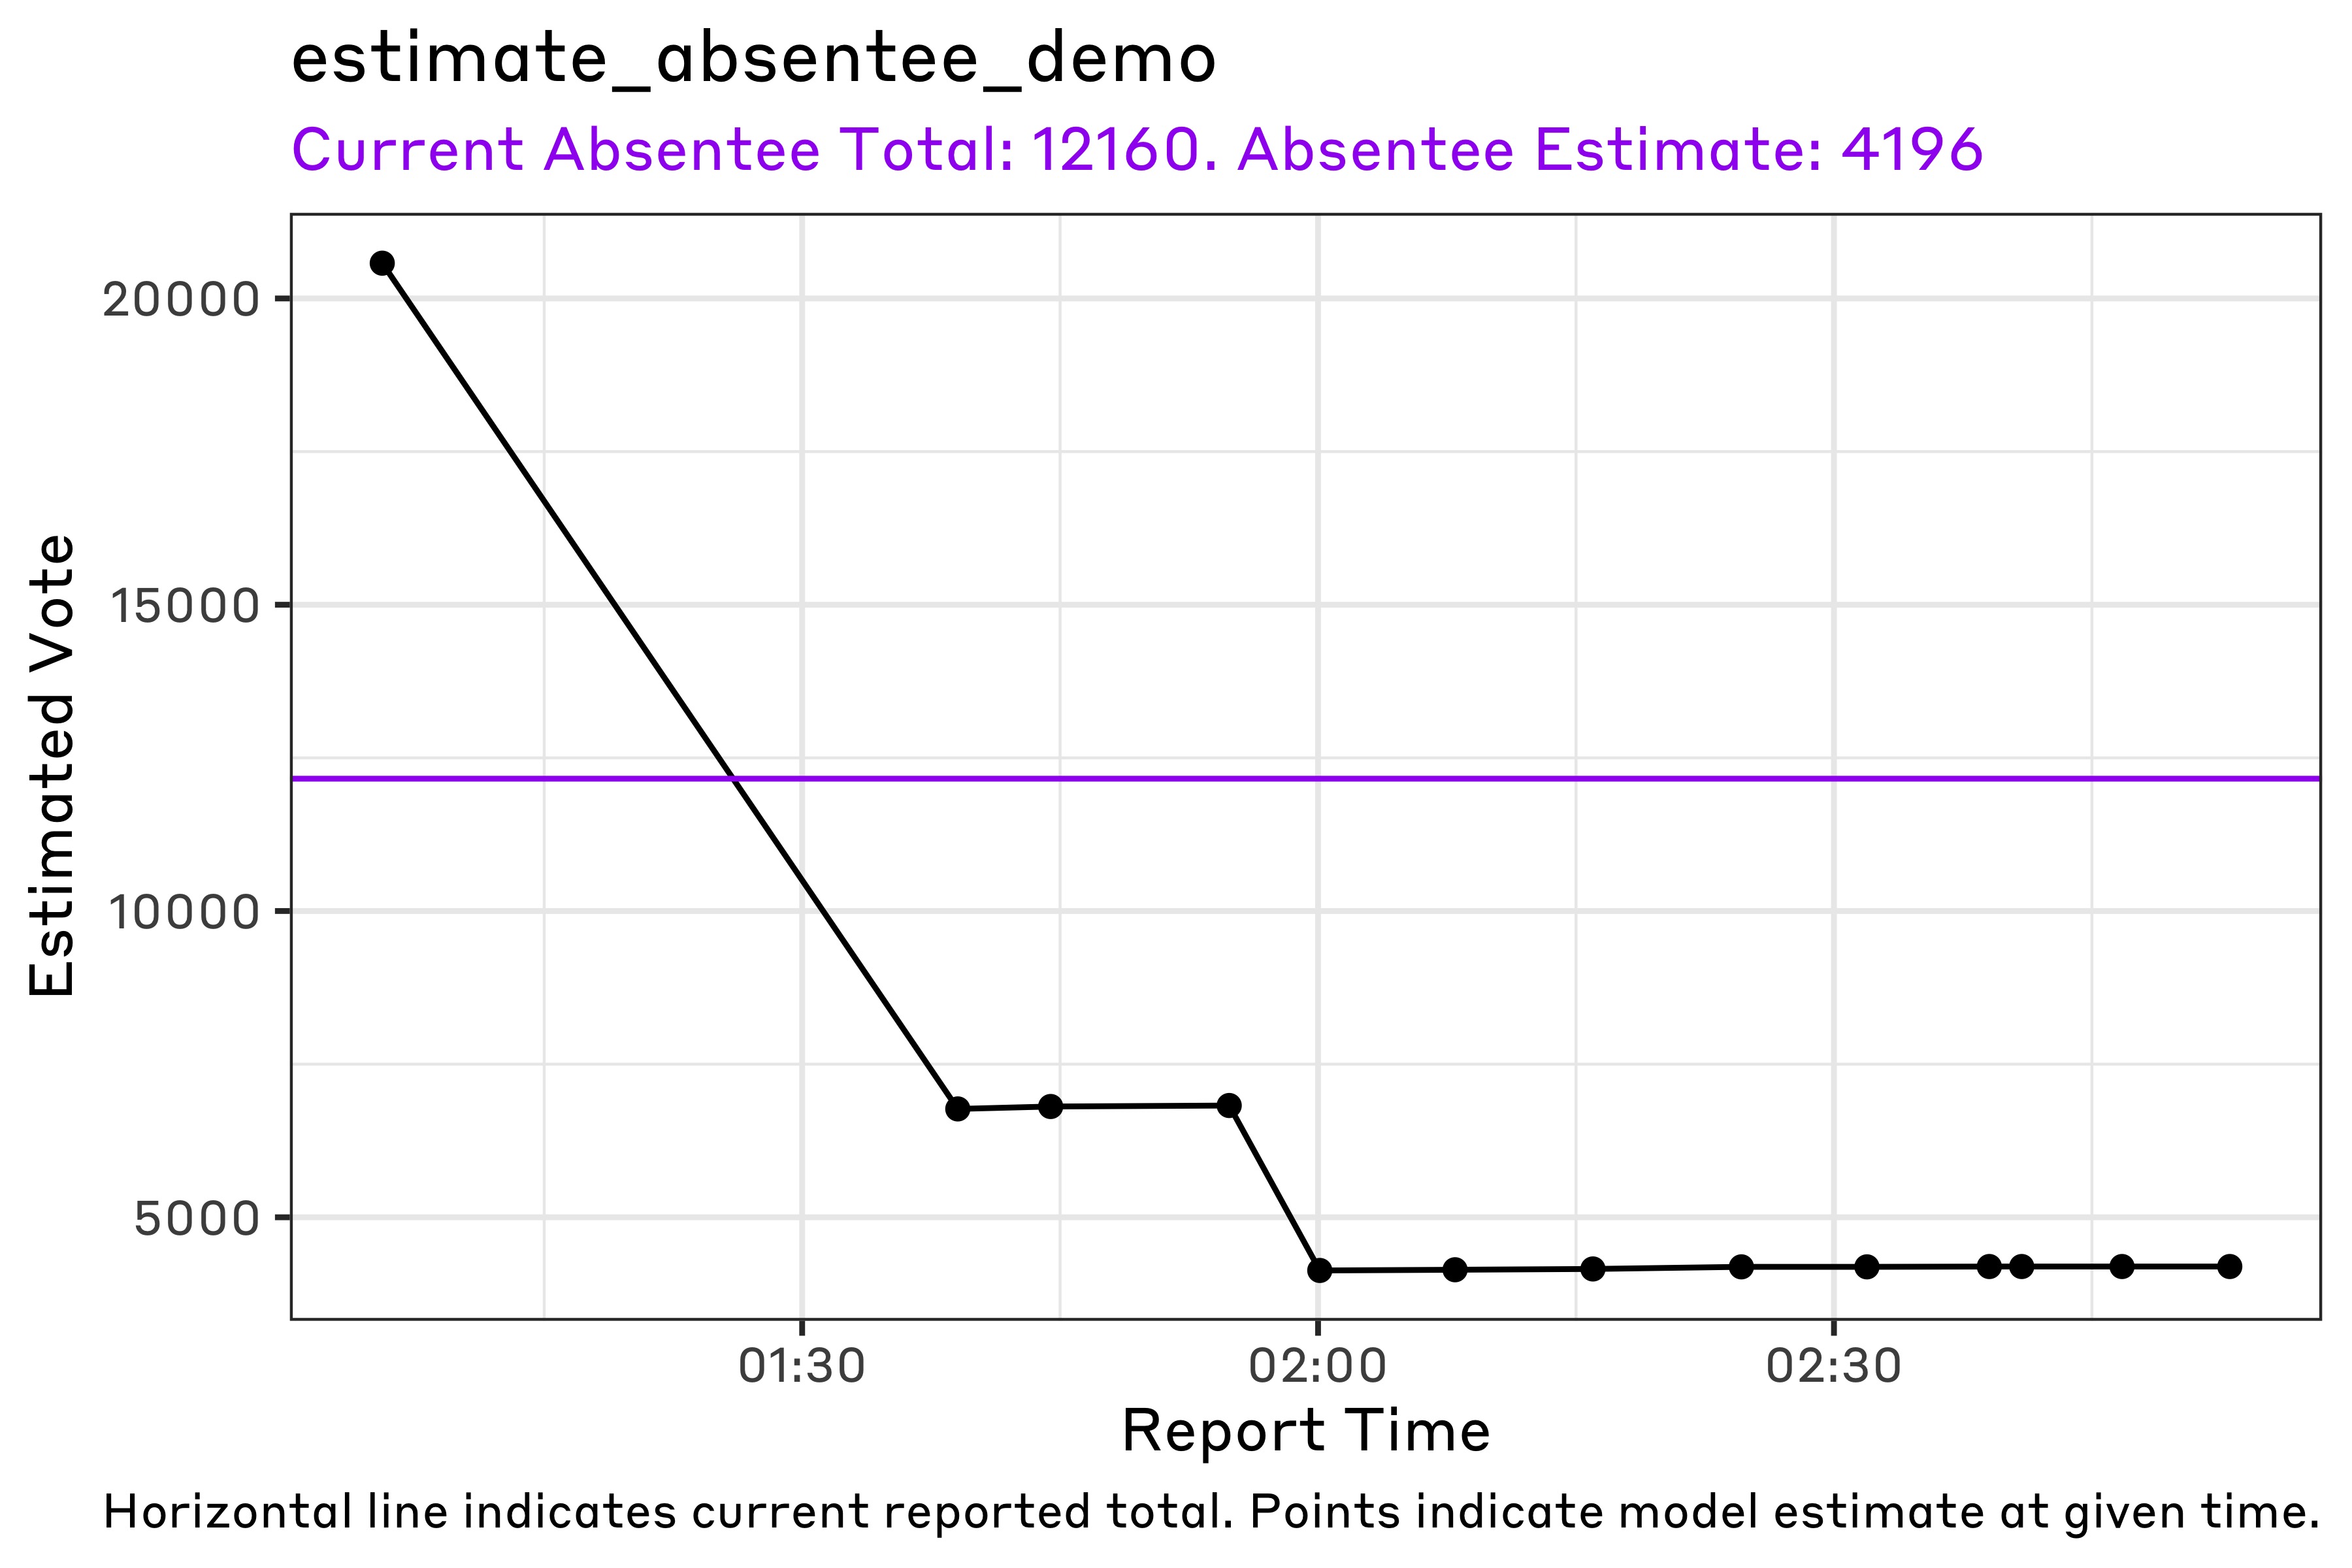 estimate_absentee_demo
Current Absentee Total: 12160. Absentee Estimate: 4196
Estimated Vote
20000
15000
10000
5000
01:30 02:00 02:30
Report Time
Horizontal line indicates current reported total. Points indicate model estimate at given time.